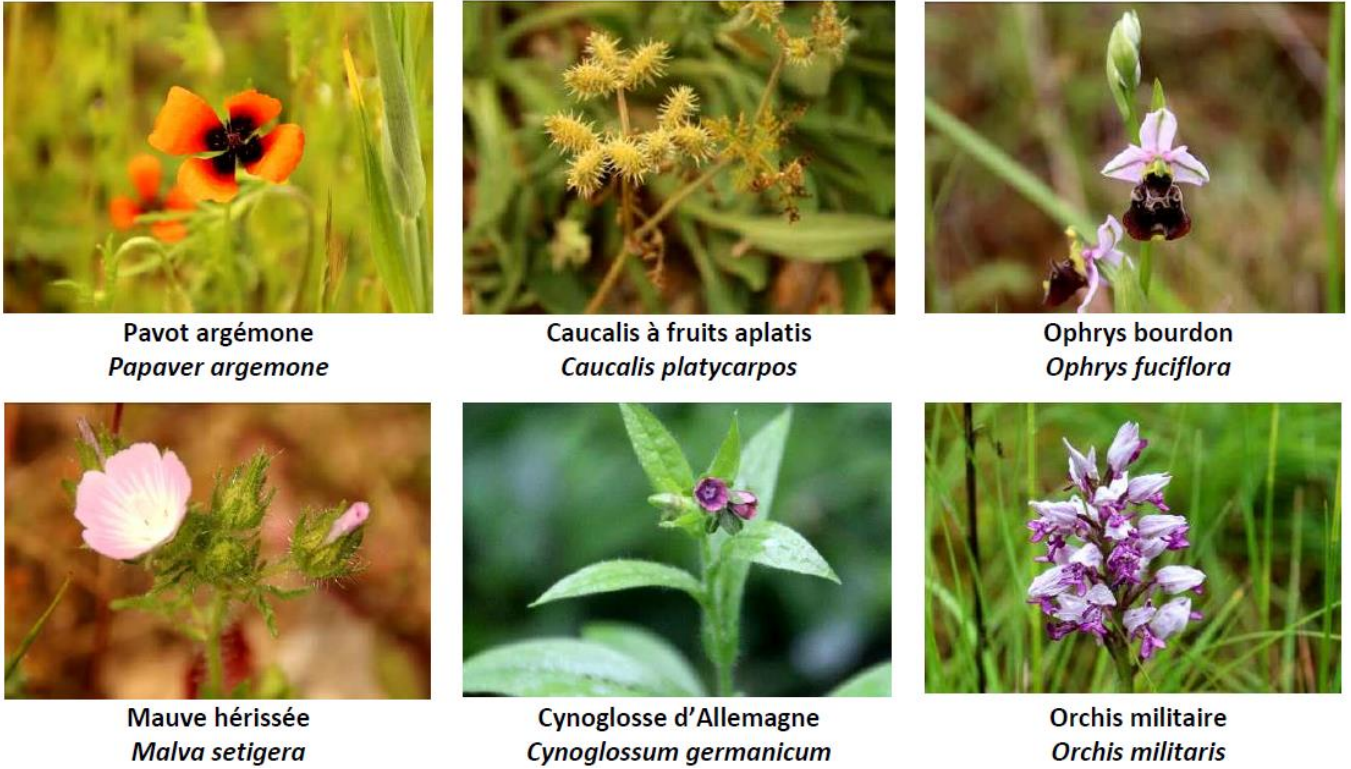 Pavot argémone
Papaver argemone
Caucalis à fruits aplatis
Caucalis platycarpos
Ophrys bourdon
Ophrys fuciflora
Mauve hérissée
Malva setigera
Cynoglosse d’Allemagne
Cynoglossum germanicum
Orchis militaire
Orchis militaris